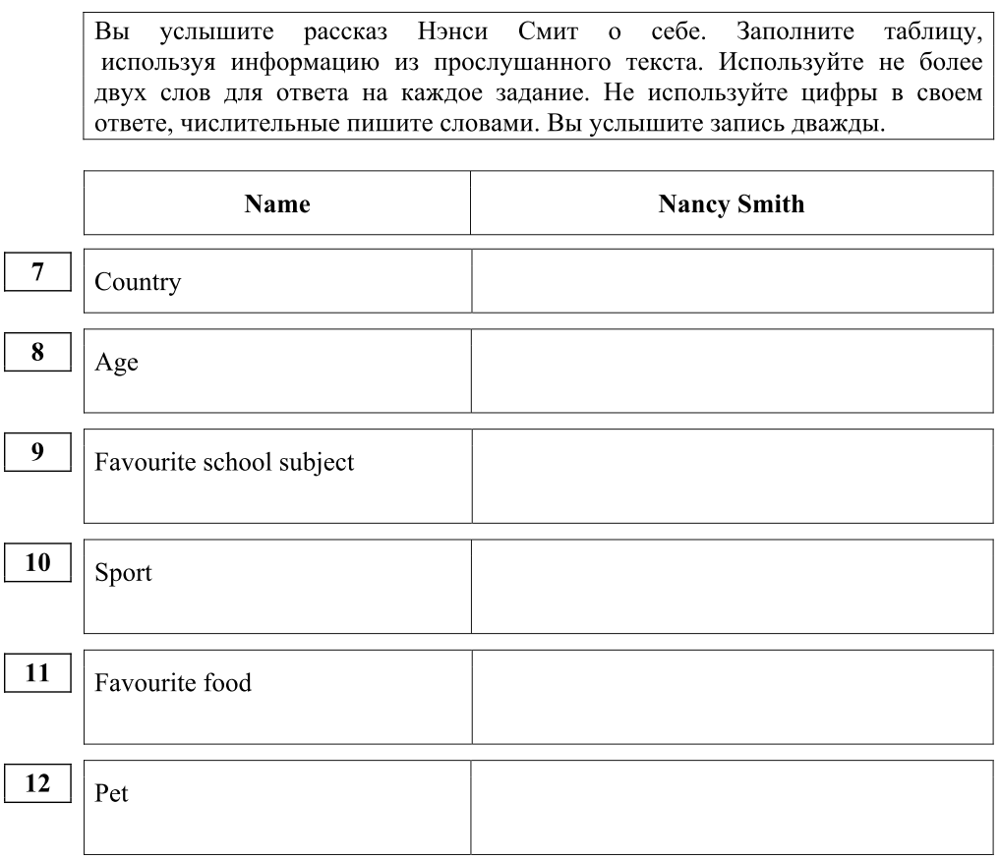 Вы услышите рассказ Нэнси Смит о себе. Заполните таблицу,
используя информацию из прослушанного текста. Используйте не более
двух слов для ответа на каждое задание. Не используйте цифры в своем
ответе, числительные пишите словами. Вы услышите запись дважды.
Name Nancy Smith
7 Country
8 Age
9 Favourite school subject
10 Sport
11 Favourite food
12 Pet